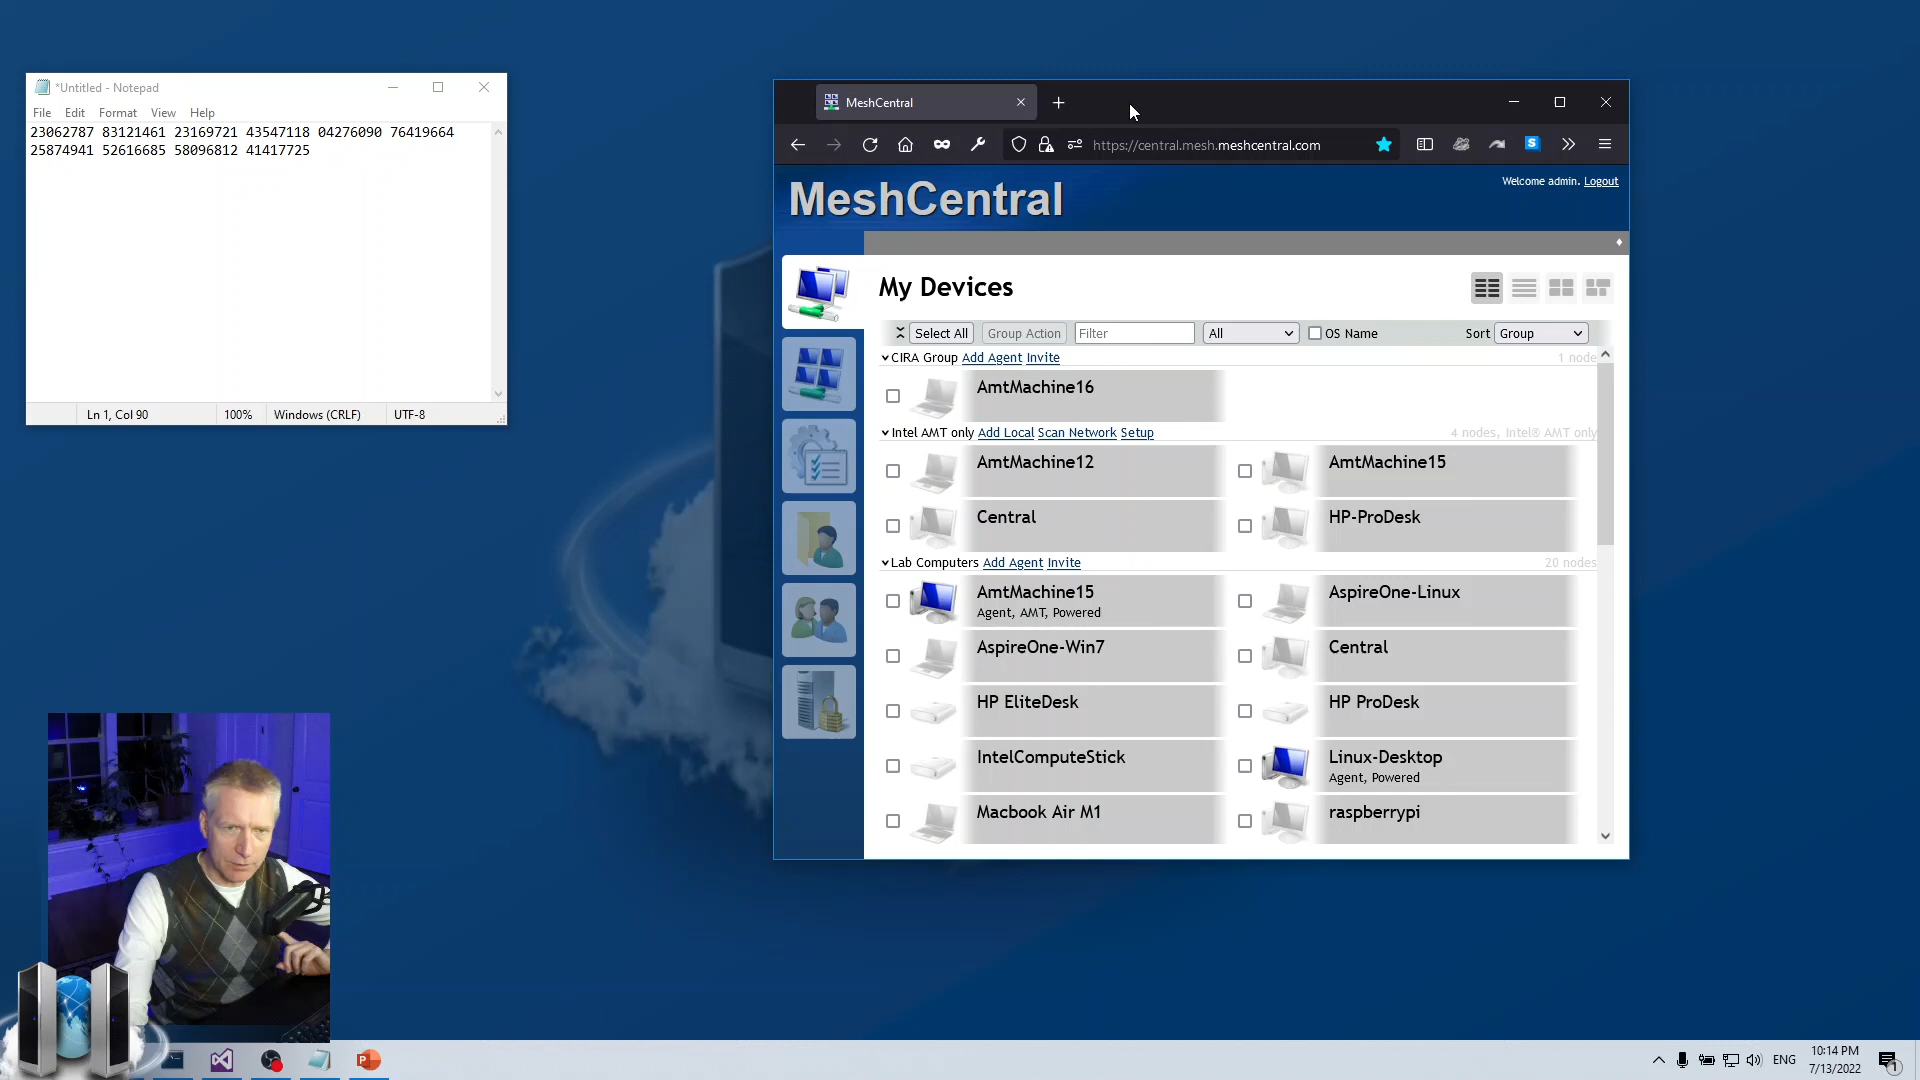 *Untitled - Notepad
File Edit Format View Help
23062787 83121461 23169721 43547118 04276090 76419664
25874941 52616685 58096812 41417725
Ln 1, Col 90 100% Windows (CRLF) UTF-8
MeshCentral
https://central.mesh.meshcentral.com
S
MeshCentral
Welcome admin. Logout
My Devices
Select All Group Action Filter All OS Name Sort Group
CIRA Group Add Agent Invite 1 node
AmtMachine16
Intel AMT only Add Local Scan Network Setup 4 nodes, Intel® AMT only
AmtMachine12 AmtMachine15
Central HP-ProDesk
Lab Computers Add Agent Invite 20 nodes
AmtMachine15 AspireOne-Linux
Agent, AMT, Powered
AspireOne-Win7 Central
HP EliteDesk HP ProDesk
IntelComputeStick Linux-Desktop
Agent, Powered
Macbook Air M1 raspberrypi
ENG 10:14 PM
7/13/2022
1